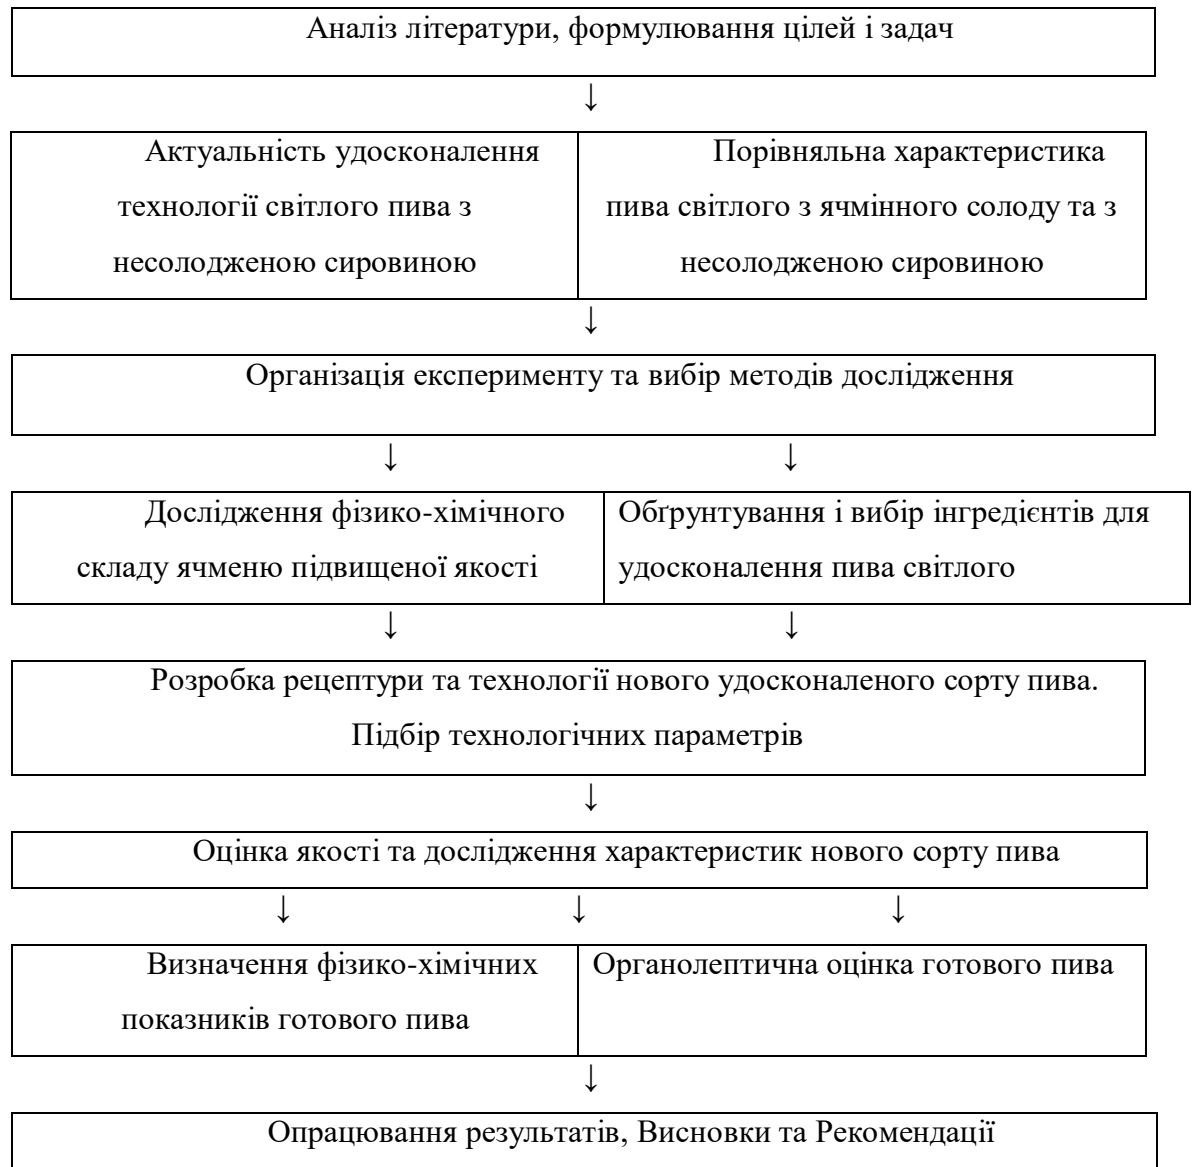 Аналіз літератури, формулювання цілей і задач
↓
Актуальність удосконалення
технології світлого пива з
несолодженою сировиною
Порівняльна характеристика
пива світлого з ячмінного солоду та з
несолодженою сировиною
↓
Організація експерименту та вибір методів дослідження
↓ ↓
Дослідження фізико-хімічного
складу ячменю підвищеної якості
Обґрунтування і вибір інгредієнтів для
удосконалення пива світлого
↓ ↓
Розробка рецептури та технології нового удосконаленого сорту пива.
Підбір технологічних параметрів
↓
Оцінка якості та дослідження характеристик нового сорту пива
↓ ↓ ↓
Визначення фізико-хімічних
показників готового пива
Органолептична оцінка готового пива
↓
Опрацювання результатів, Висновки та Рекомендації